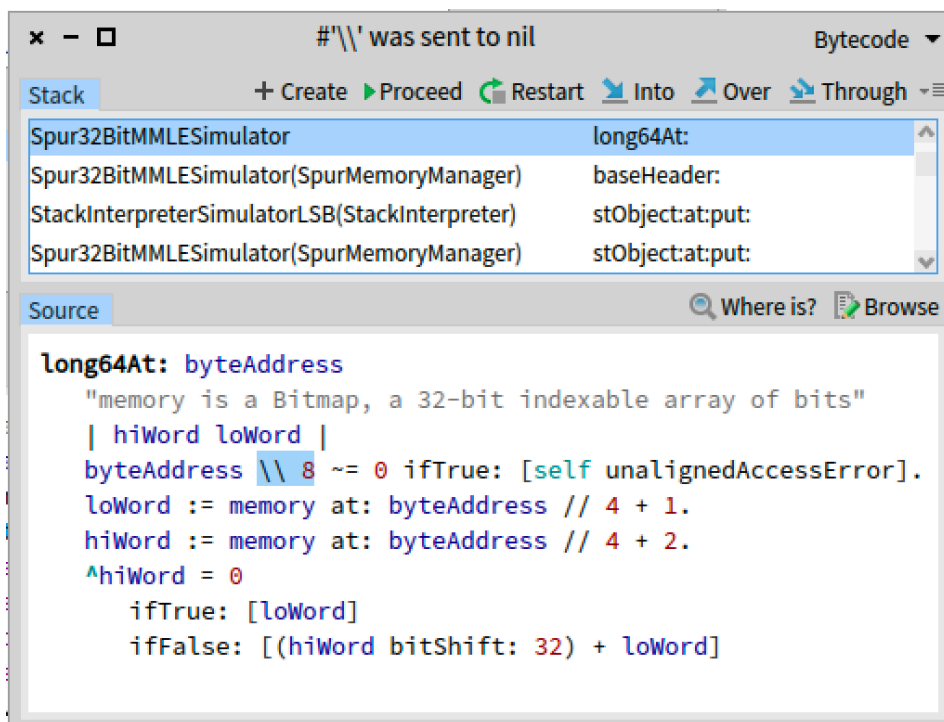 #'\\' was sent to nil
Bytecode
Stack
Create Proceed Restart Into Over Through
Spur32BitMMLESimulator long64At:
Spur32BitMMLESimulator(SpurMemoryManager) baseHeader:
StackInterpreterSimulatorLSB(StackInterpreter) stObject:at:put:
Spur32BitMMLESimulator(SpurMemoryManager) stObject:at:put:
Source
Where is? Browse
long64At: byteAddress
"memory is a Bitmap, a 32-bit indexable array of bits"
| hiWord loWord |
byteAddress \\ 8 ~= 0 ifTrue: [self unalignedAccessError].
loWord := memory at: byteAddress // 4 + 1.
hiWord := memory at: byteAddress // 4 + 2.
^hiWord = 0
ifTrue: [loWord]
ifFalse: [(hiWord bitShift: 32) + loWord]